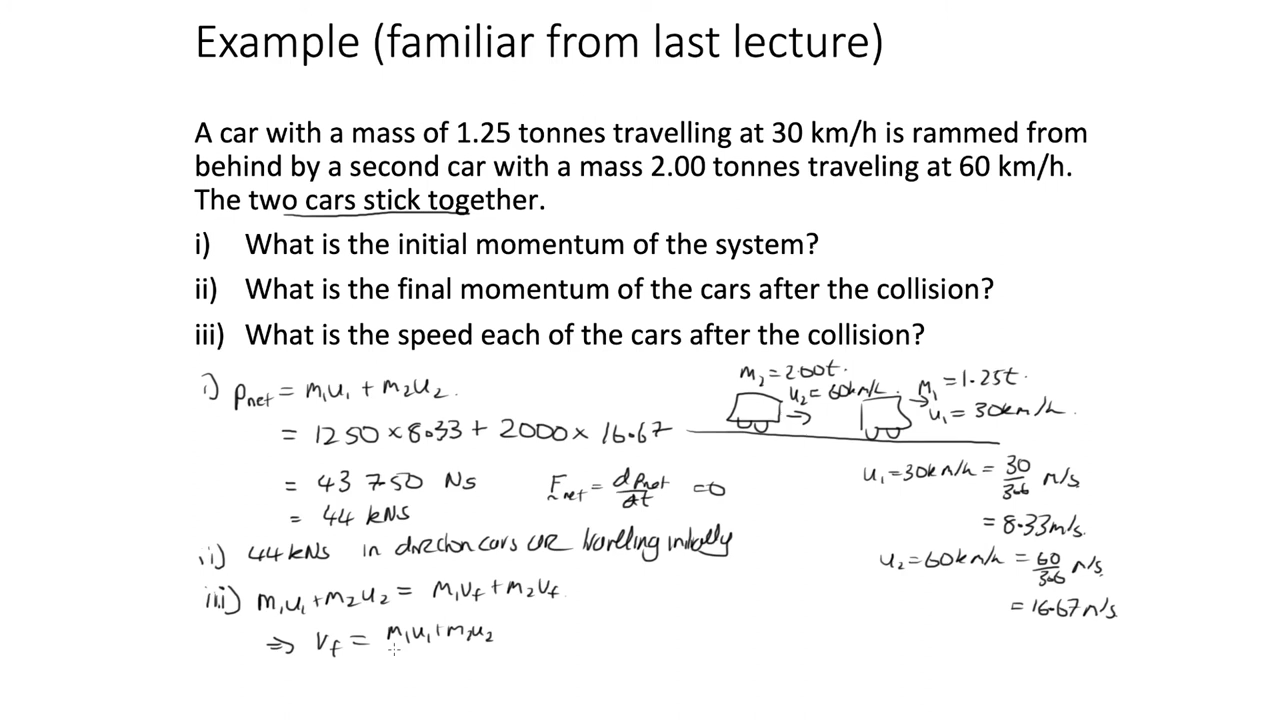 Example (familiar from last lecture)
A car with a mass of 1.25 tonnes travelling at 30 km/h is rammed from
behind by a second car with a mass 2.00 tonnes traveling at 60 km/h.
The two cars stick together.
i) What is the initial momentum of the system?
ii) What is the final momentum of the cars after the collision?
iii) What is the speed each of the cars after the collision?
i) Pnet = m₁u₁ + m₂u₂
= 1250 × 8.33 + 2000 × 16.67
= 43 750 Ns
= 44 kNs
Fnet = dPnet/dt = 0
ii) 44 kNs in direction cars are travelling initially
iii) m₁u₁ + m₂u₂ = m₁vf + m₂vf
⇒ vf = m₁u₁ + m₂u₂
m₂ = 2.00t.
u₂ = 60km/h.
m₁ = 1.25t.
u₁ = 30km/h.
u₁ = 30km/h = 30/3.6 m/s
= 8.33m/s.
u₂ = 60km/h = 60/3.6 m/s
= 16.67m/s